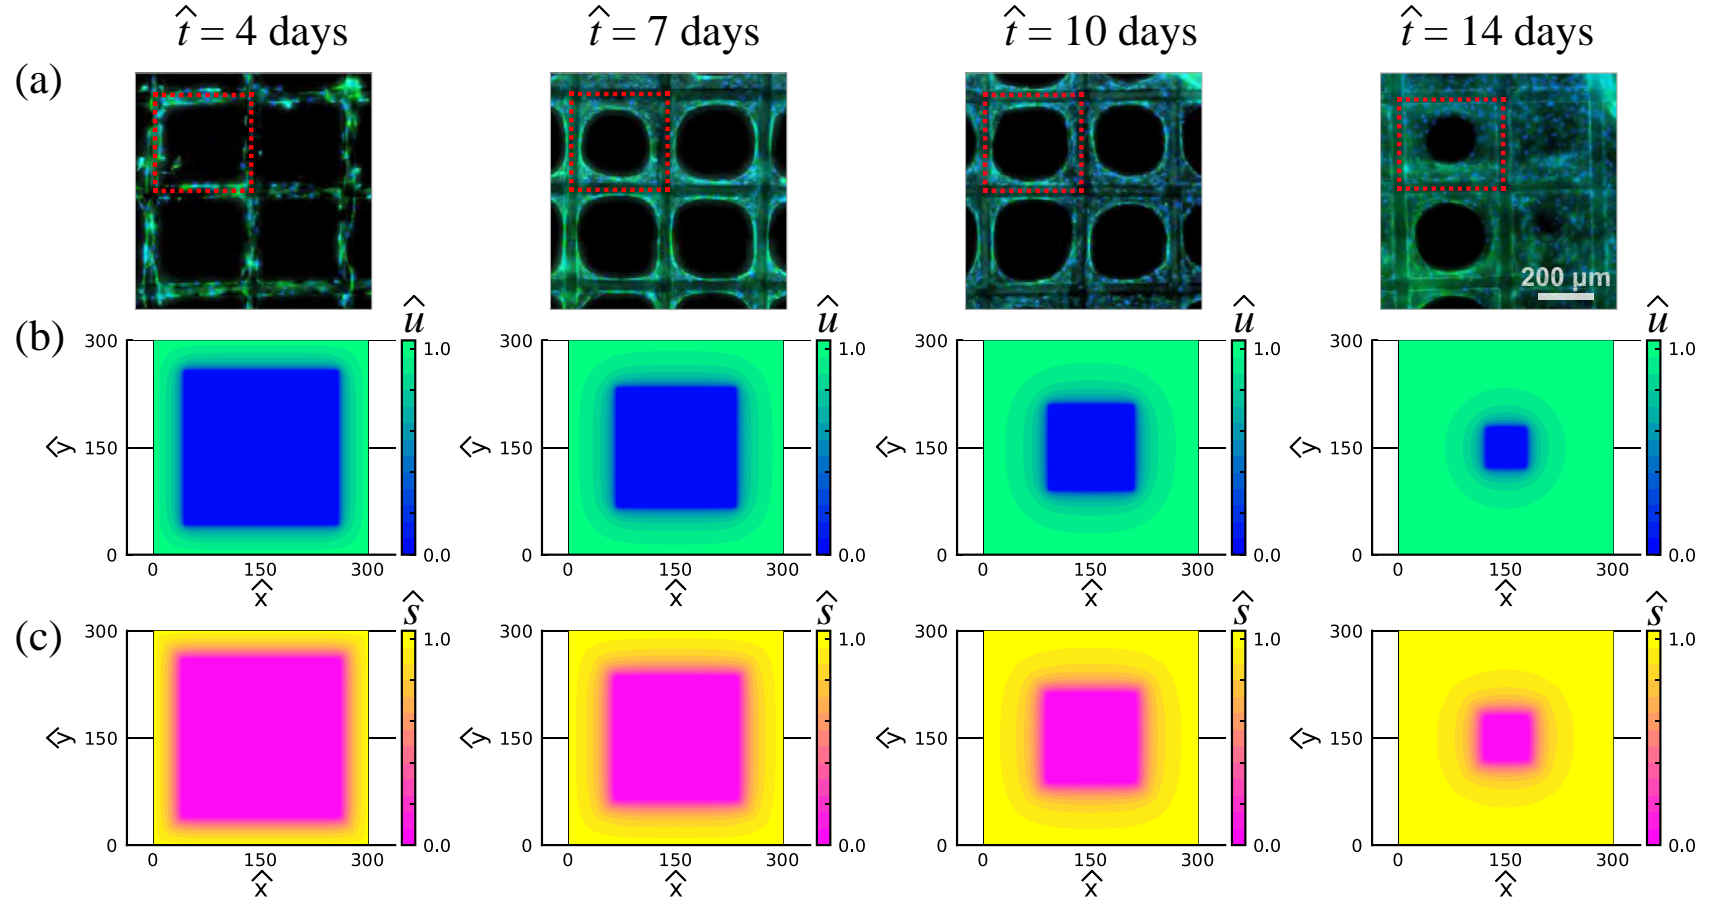 t̂ = 4 days t̂ = 7 days t̂ = 10 days t̂ = 14 days
(a)
200 µm
(b)
û û û û
300 1.0 300 1.0 300 1.0 300 1.0
ŷ 150 ŷ 150 ŷ 150 ŷ 150
0 0.0 0 0.0 0 0.0 0 0.0
0 150 300 0 150 300 0 150 300 0 150 300
x̂ x̂ x̂ x̂
(c)
ŝ ŝ ŝ ŝ
300 1.0 300 1.0 300 1.0 300 1.0
ŷ 150 ŷ 150 ŷ 150 ŷ 150
0 0.0 0 0.0 0 0.0 0 0.0
0 150 300 0 150 300 0 150 300 0 150 300
x̂ x̂ x̂ x̂